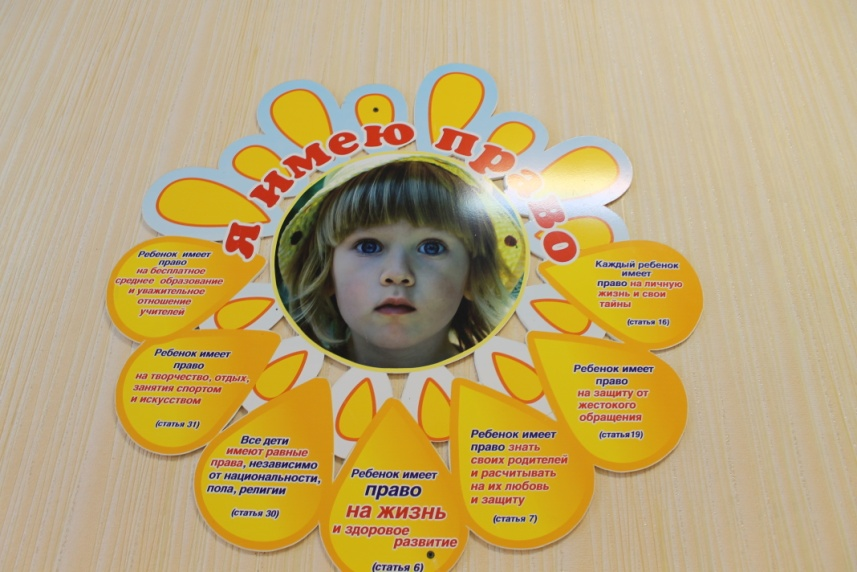 я имею право
Ребенок имеет
право
на бесплатное
среднее образование
и уважительное
отношение
учителей
Ребенок имеет
право
на творчество, отдых,
занятия спортом
и искусством
(статья 31)
Все дети
имеют равные
права, независимо
от национальности,
пола, религии
(статья 30)
Ребенок имеет
право
на жизнь
и здоровое
развитие
(статья 6)
Ребенок имеет
право знать
своих родителей
и расчитывать
на их любовь
и защиту
(статья 7)
Ребенок имеет
право
на защиту от
жестокого
обращения
(статья19)
Каждый ребенок
имеет
право на личную
жизнь и свои
тайны
(статья 16)